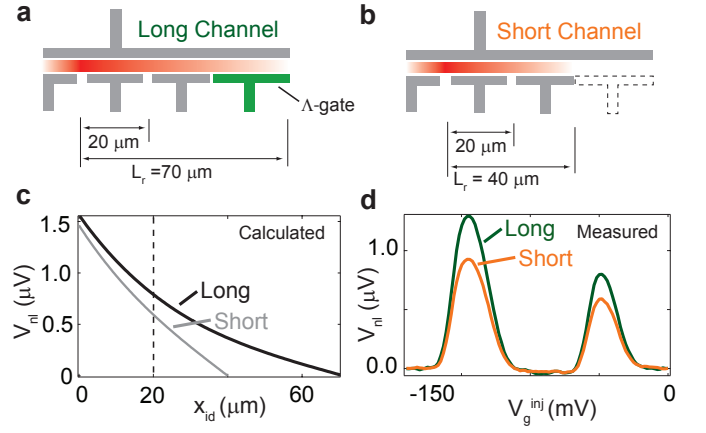 a
Long Channel
Λ-gate
20 μm
L_r =70 μm
b
Short Channel
20 μm
L_r = 40 μm
c
Calculated
V_nl (μV)
1.5
1.0
0.5
0
Long
Short
0
20
60
x_id (μm)
d
Measured
V_nl (μV)
1.0
0.0
Long
Short
-150
0
V_g^inj (mV)